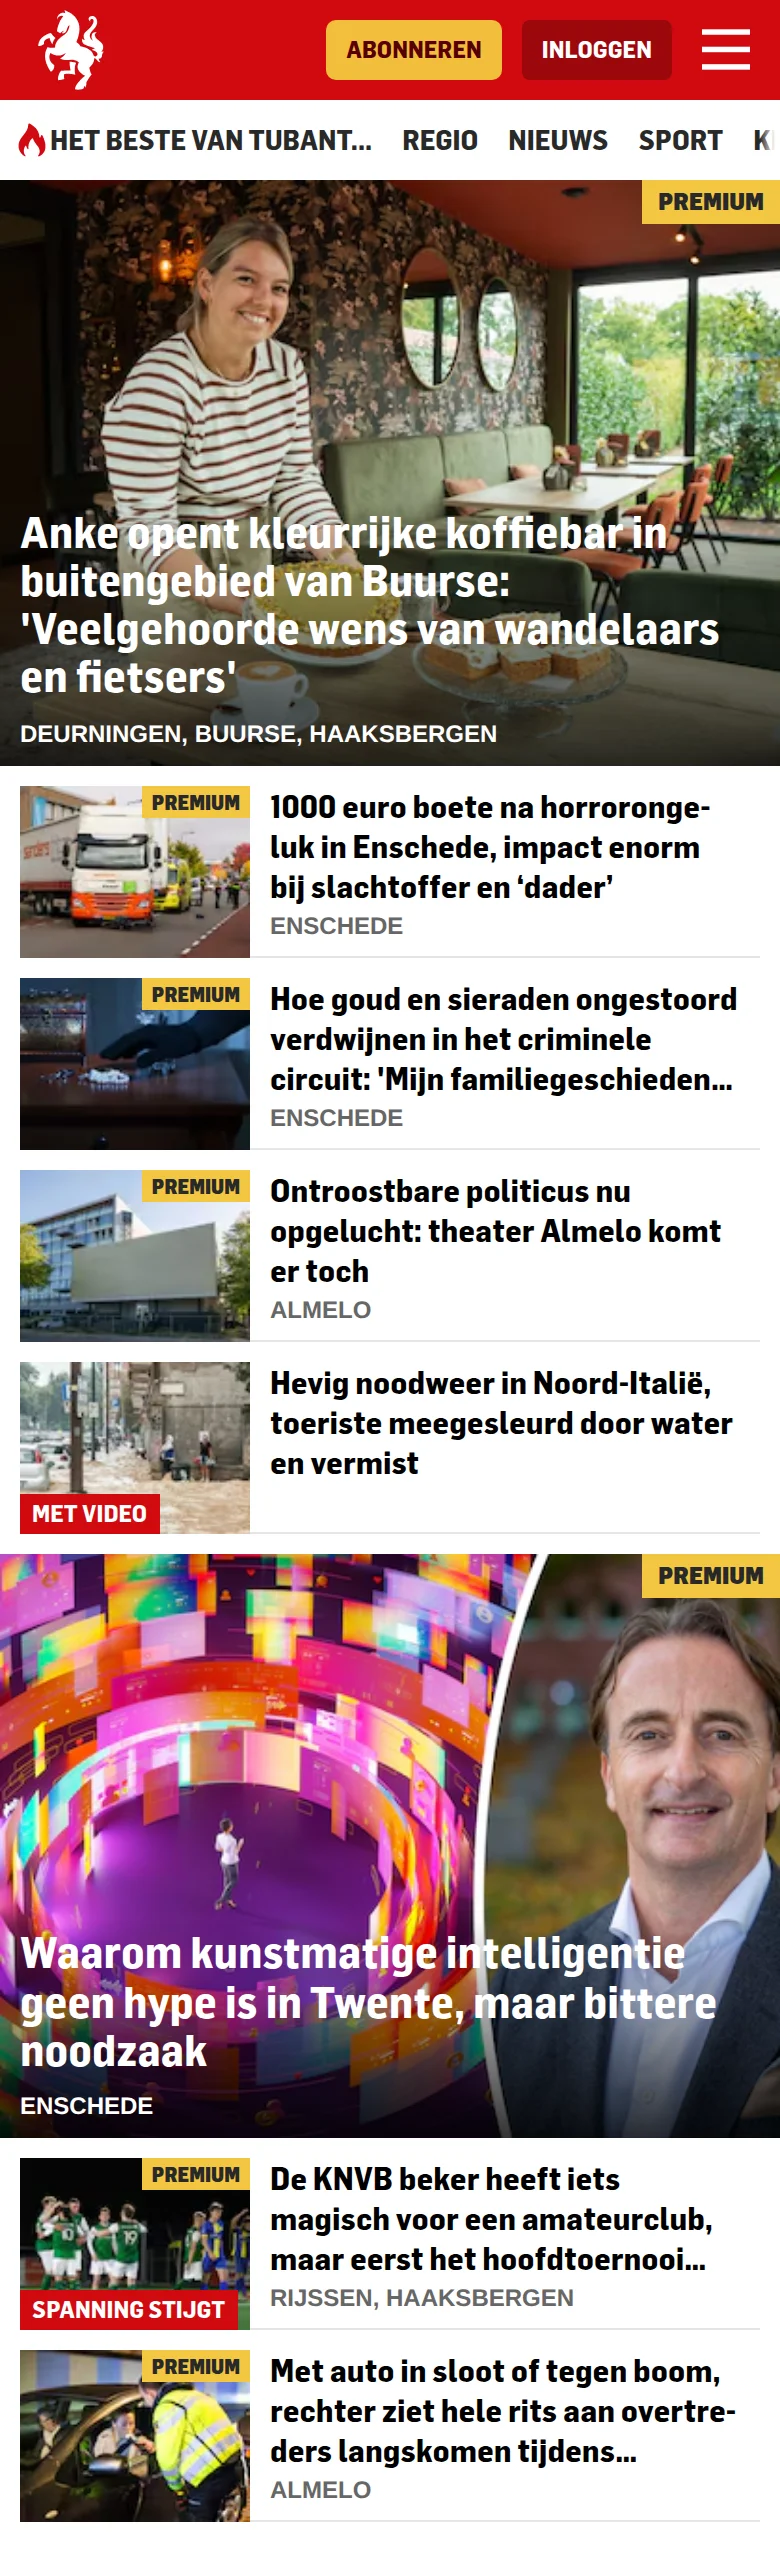 ABONNEREN
INLOGGEN
HET BESTE VAN TUBANT... REGIO NIEUWS SPORT
PREMIUM
Anke opent kleurrijke koffiebar in
buitengebied van Buurse:
'Veelgehoorde wens van wandelaars
en fietsers'
DEURNINGEN, BUURSE, HAAKSBERGEN
PREMIUM
1000 euro boete na horroronge-
luk in Enschede, impact enorm
bij slachtoffer en ‘dader’
ENSCHEDE
PREMIUM
Hoe goud en sieraden ongestoord
verdwijnen in het criminele
circuit: 'Mijn familiegeschieden...
ENSCHEDE
PREMIUM
Ontroostbare politicus nu
opgelucht: theater Almelo komt
er toch
ALMELO
Hevig noodweer in Noord-Italië,
toeriste meegesleurd door water
en vermist
MET VIDEO
PREMIUM
Waarom kunstmatige intelligentie
geen hype is in Twente, maar bittere
noodzaak
ENSCHEDE
PREMIUM
De KNVB beker heeft iets
magisch voor een amateurclub,
maar eerst het hoofdtoernooi...
RIJSSEN, HAAKSBERGEN
SPANNING STIJGT
PREMIUM
Met auto in sloot of tegen boom,
rechter ziet hele rits aan overtre-
ders langskomen tijdens...
ALMELO